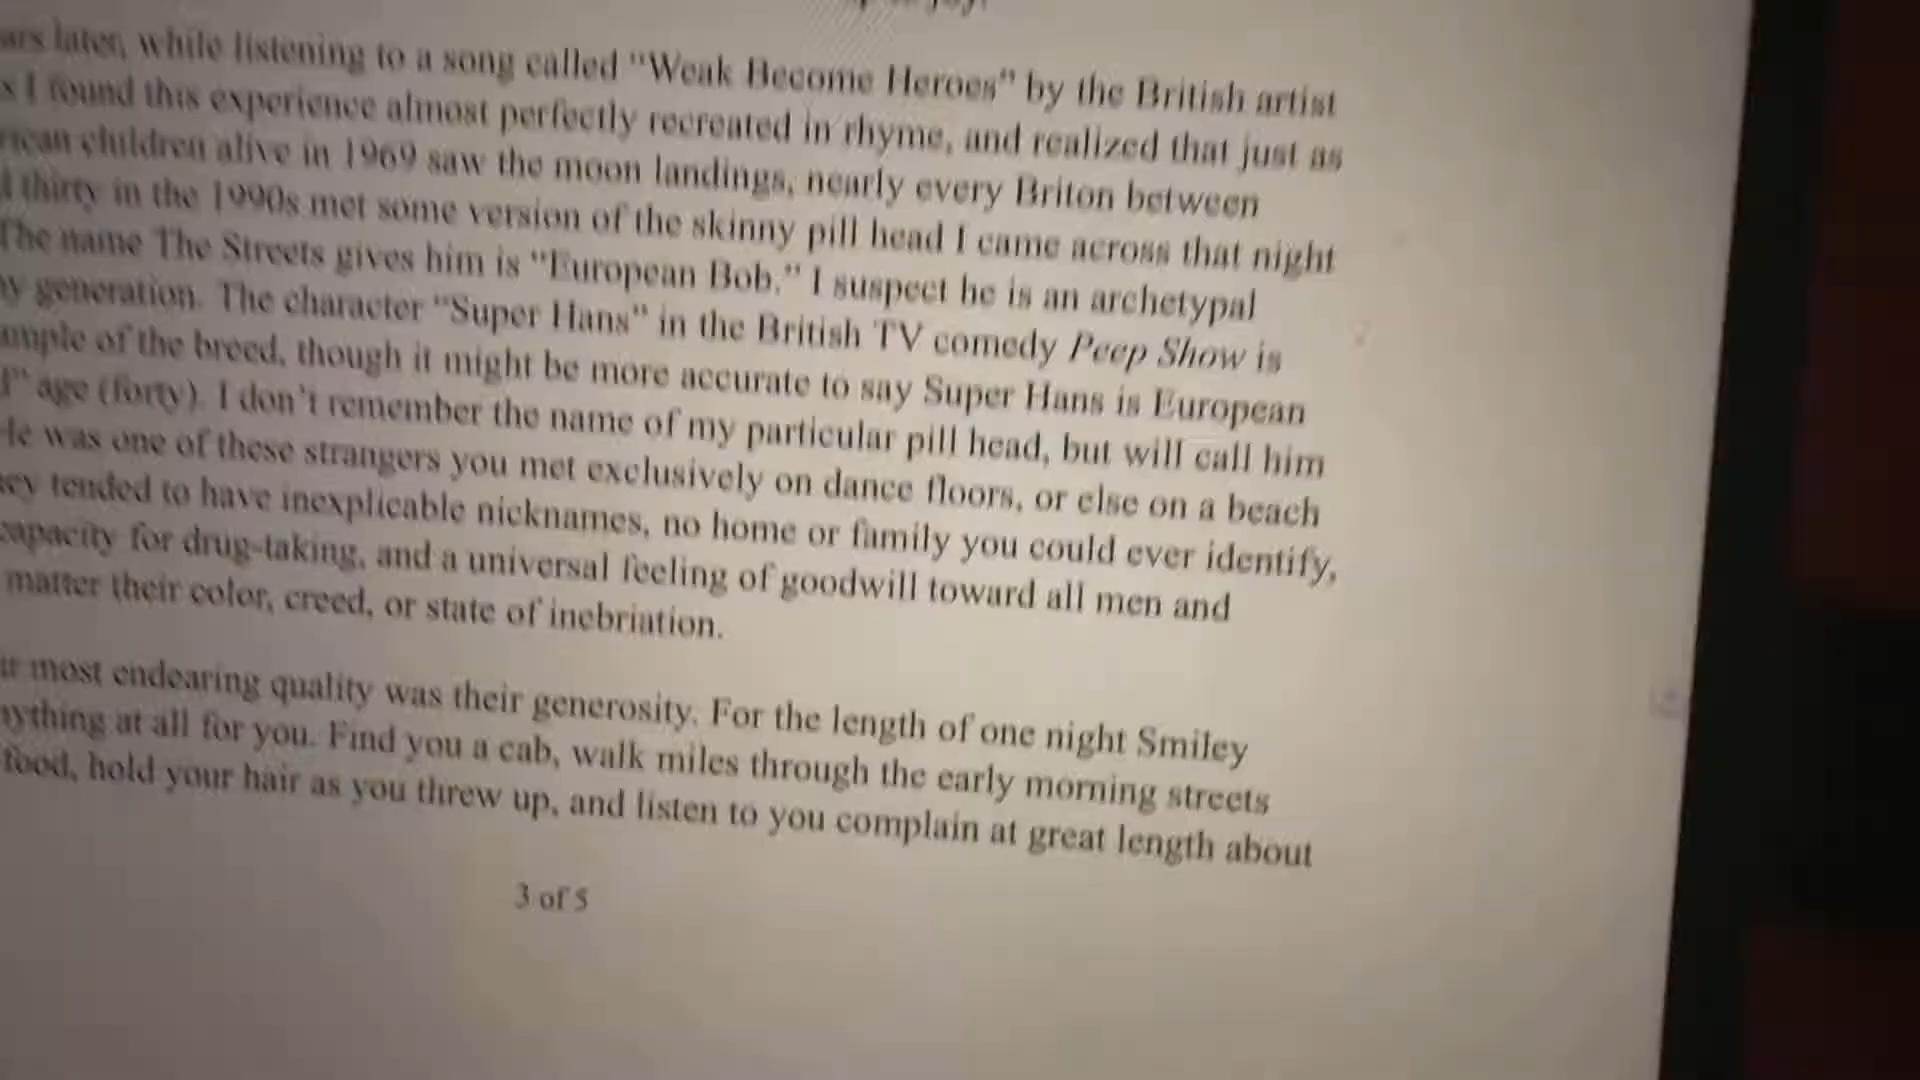 later, while listening to a song called "Weak Become Heroes" by the British artist
I found this experience almost perfectly recreated in rhyme, and realized that just as
children alive in 1969 saw the moon landings, nearly every Briton between
thirty in the 1990s met some version of the skinny pill head I came across that night
The name The Streets gives him is "European Bob." I suspect he is an archetypal
generation. The character "Super Hans" in the British TV comedy Peep Show is
of the breed, though it might be more accurate to say Super Hans is European
age (forty). I don't remember the name of my particular pill head, but will call him
He was one of these strangers you met exclusively on dance floors, or else on a beach
tended to have inexplicable nicknames, no home or family you could ever identify,
capacity for drug-taking, and a universal feeling of goodwill toward all men and
matter their color, creed, or state of inebriation.
most endearing quality was their generosity. For the length of one night Smiley
at all for you. Find you a cab, walk miles through the early morning streets
food, hold your hair as you threw up, and listen to you complain at great length about
3 of 5